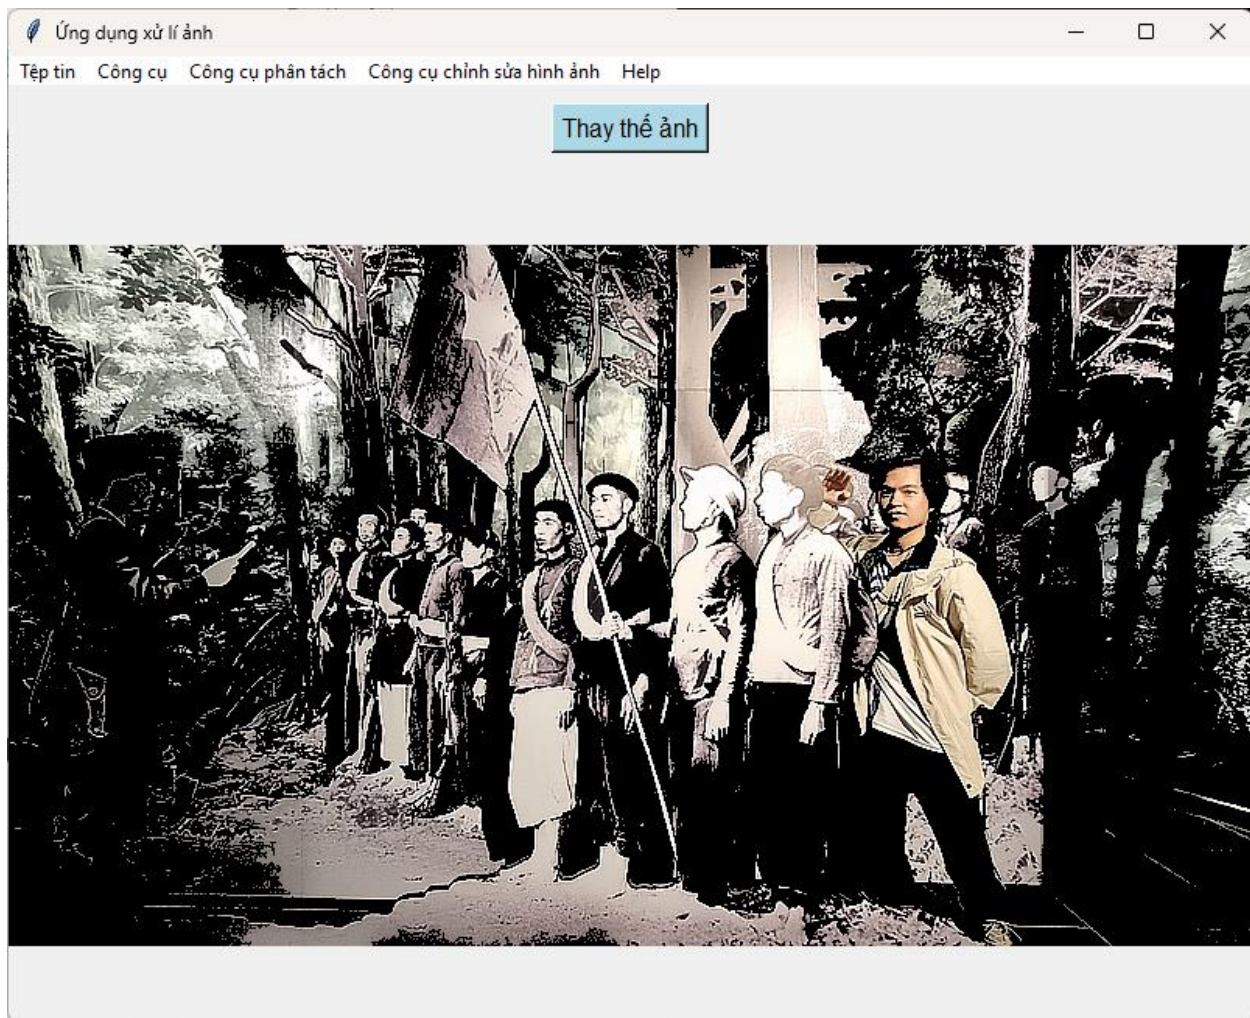 Ứng dụng xử lí ảnh
Tệp tin Công cụ Công cụ phân tách Công cụ chỉnh sửa hình ảnh Help
Thay thế ảnh